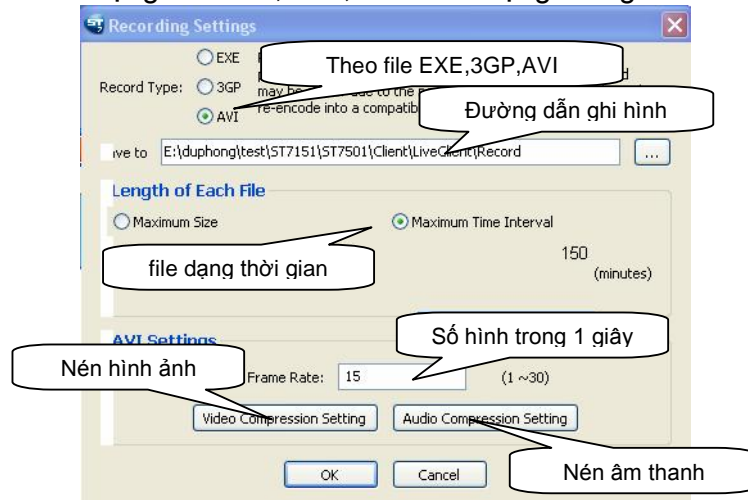 Recording Settings
EXE
Theo file EXE,3GP,AVI
Record Type:
3GP
may be
to the
Đường dẫn ghi hình
AVI
re-encode into a compatib
ve to
E:\duphong\test\ST7151\ST7501\Client\LiveClient\Record
...
Length of Each File
Maximum Size
Maximum Time Interval
file dạng thời gian
150
(minutes)
AVI Settings
Số hình trong 1 giây
Nén hình ảnh
Frame Rate:
15
(1 ~30)
Video Compression Setting
Audio Compression Setting
OK
Cancel
Nén âm thanh